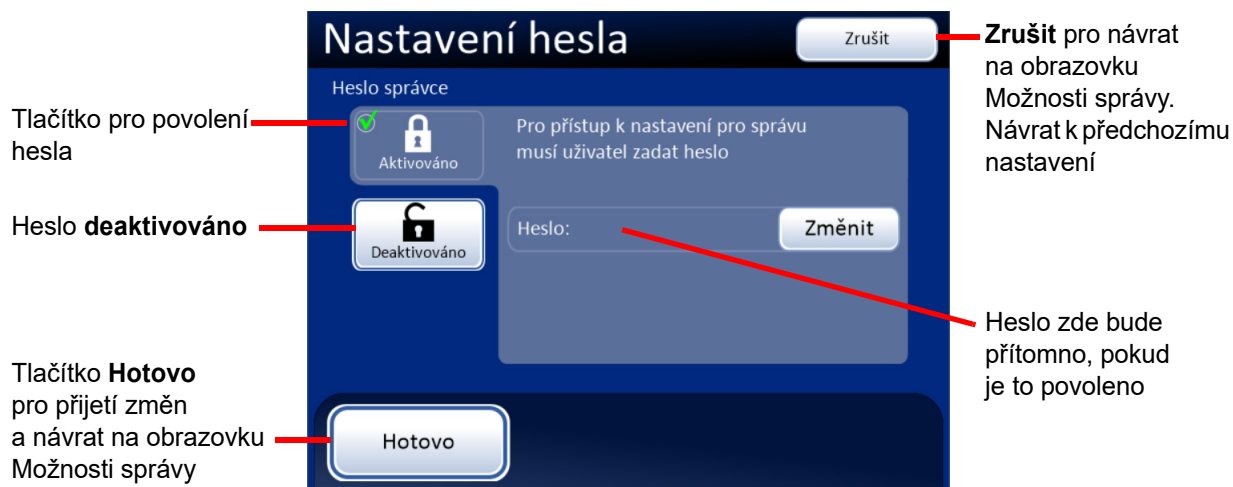 Nastavení hesla
Zrušit
Heslo správce
Aktivováno
Pro přístup k nastavení pro správu
musí uživatel zadat heslo
Deaktivováno
Heslo:
Změnit
Hotovo
Tlačítko pro povolení
hesla
Heslo deaktivováno
Tlačítko Hotovo
pro přijetí změn
a návrat na obrazovku
Možnosti správy
Zrušit pro návrat
na obrazovku
Možnosti správy.
Návrat k předchozímu
nastavení
Heslo zde bude
přítomno, pokud
je to povoleno